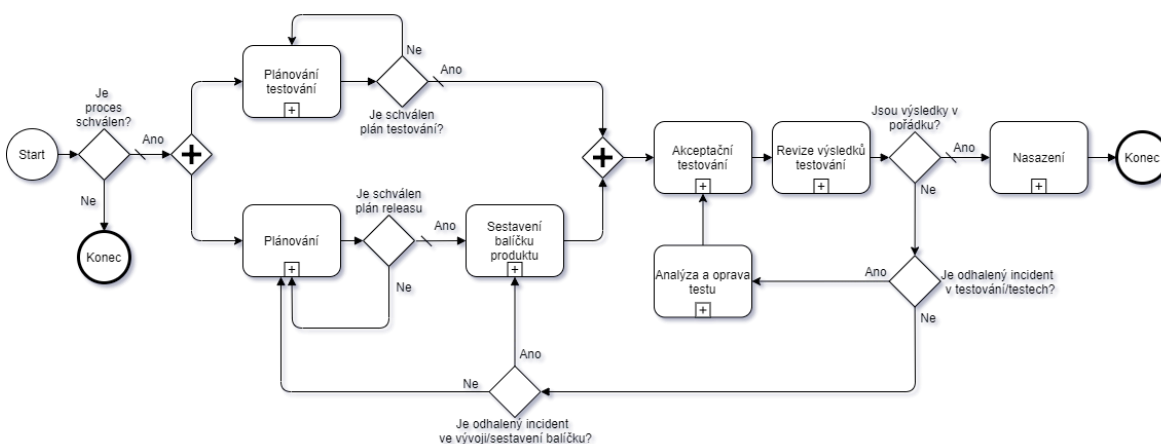 Je
proces
schválen?
Start
Ano
Ne
Konec
Plánování
testování
Ne
Ano
Je schválen
plán testování?
Plánování
Je schválen
plán releasu
Ano
Ne
Sestavení
balíčku
produktu
Akceptační
testování
Revize výsledků
testování
Jsou výsledky v
pořádku?
Ano
Ne
Nasazení
Konec
Analýza a oprava
testu
Ano
Je odhalený incident
v testování/testech?
Ne
Ano
Ne
Je odhalený incident
ve vývoji/sestavení balíčku?